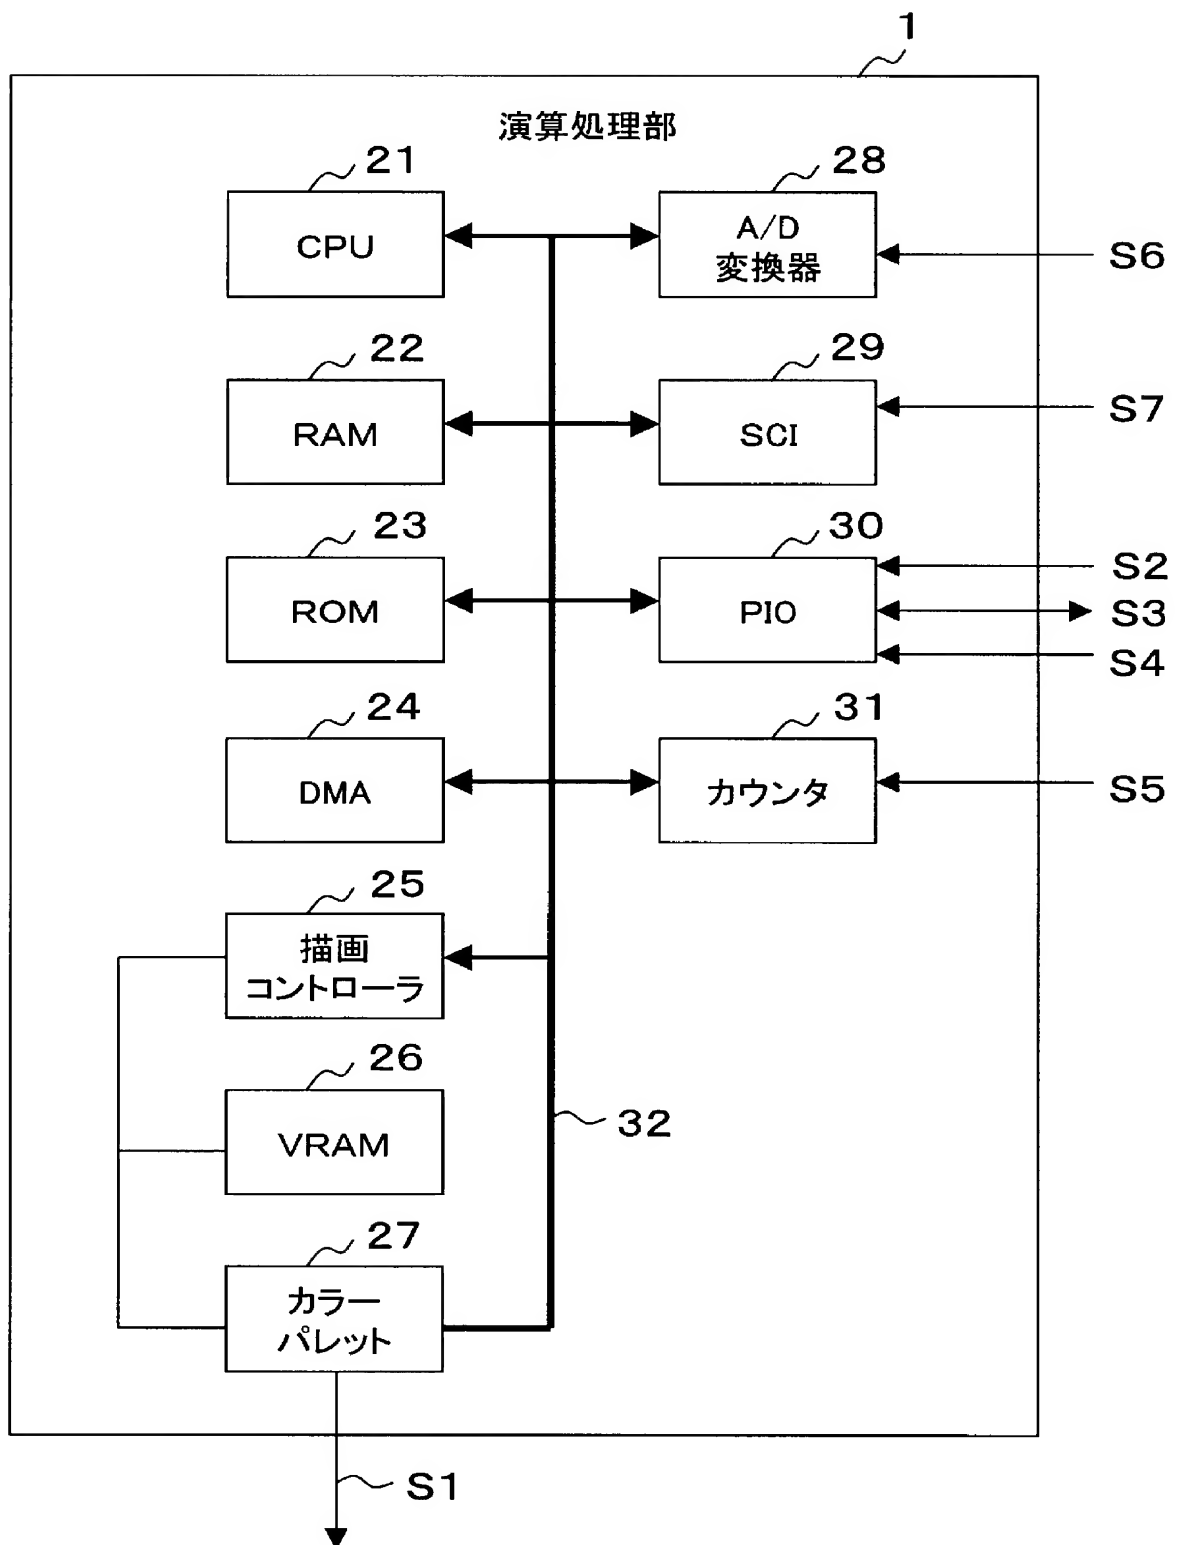 1
演算処理部
21
CPU
28
A/D
変換器
S6
22
RAM
29
SCI
S7
23
ROM
30
PIO
S2
S3
S4
24
DMA
31
カウンタ
S5
25
描画
コントローラ
26
VRAM
32
27
カラー
パレット
S1